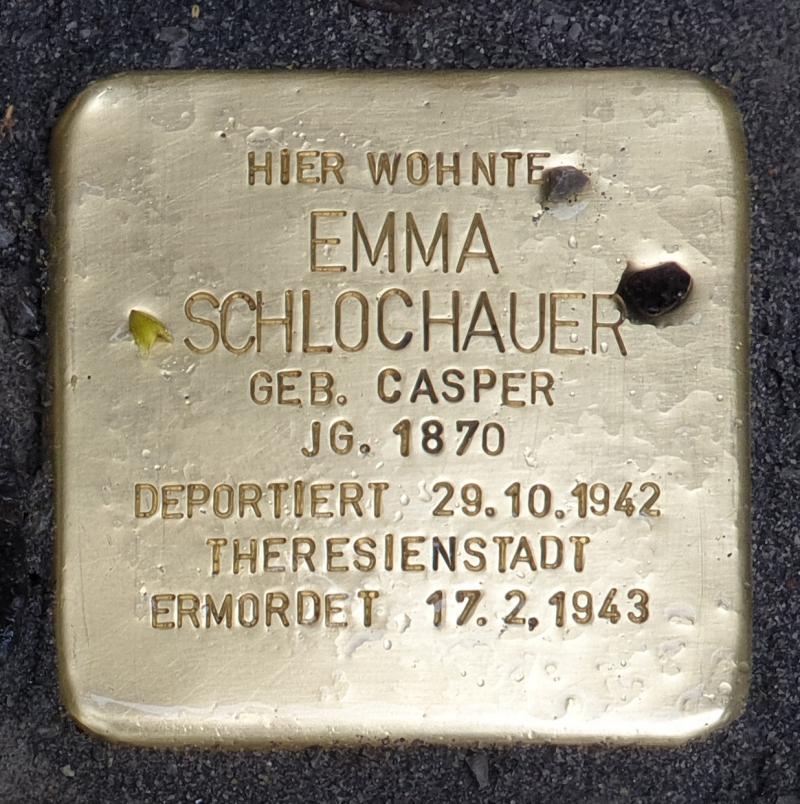 HIER WOHNTE
EMMA
SCHLOCHAUER
GEB. CASPER
JG. 1870
DEPORTIERT 29.10.1942
THERESIENSTADT
ERMORDET 17.2.1943